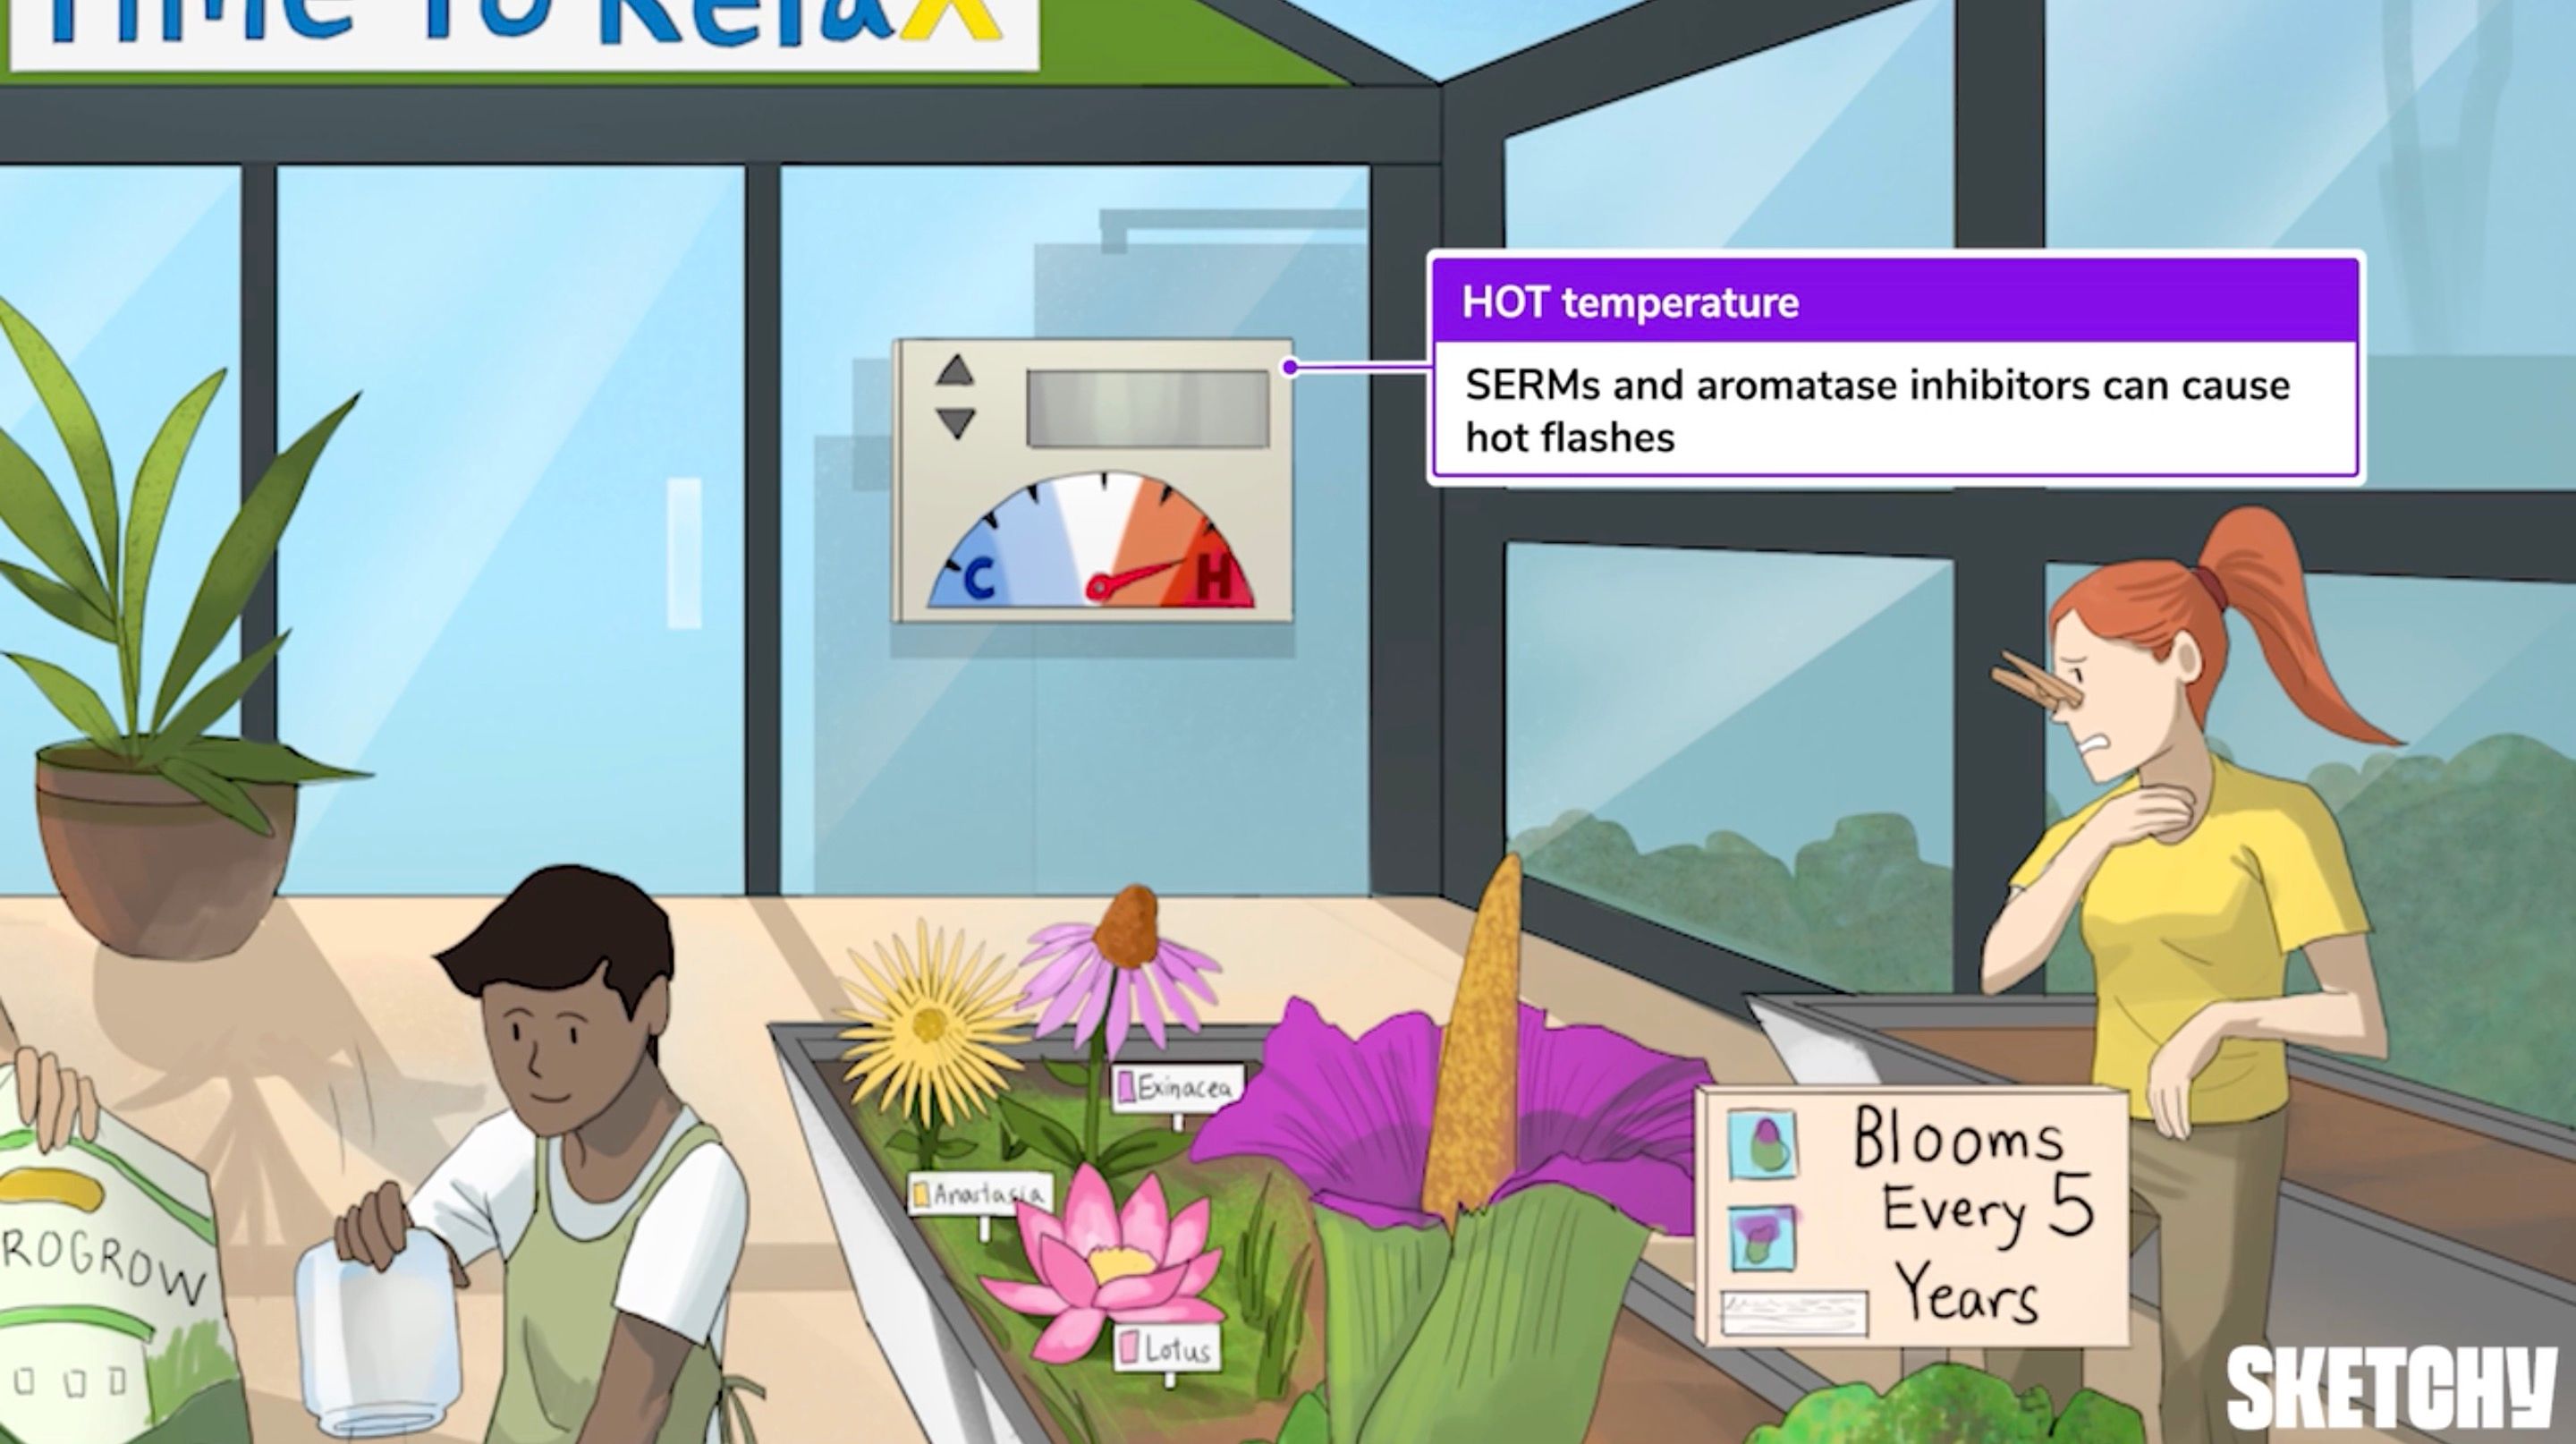 Time To Relax
HOT temperature
SERMs and aromatase inhibitors can cause
hot flashes
C
H
Exinacea
Anastasia
Lotus
ROGROW
Blooms
Every 5
Years
SKETCHY